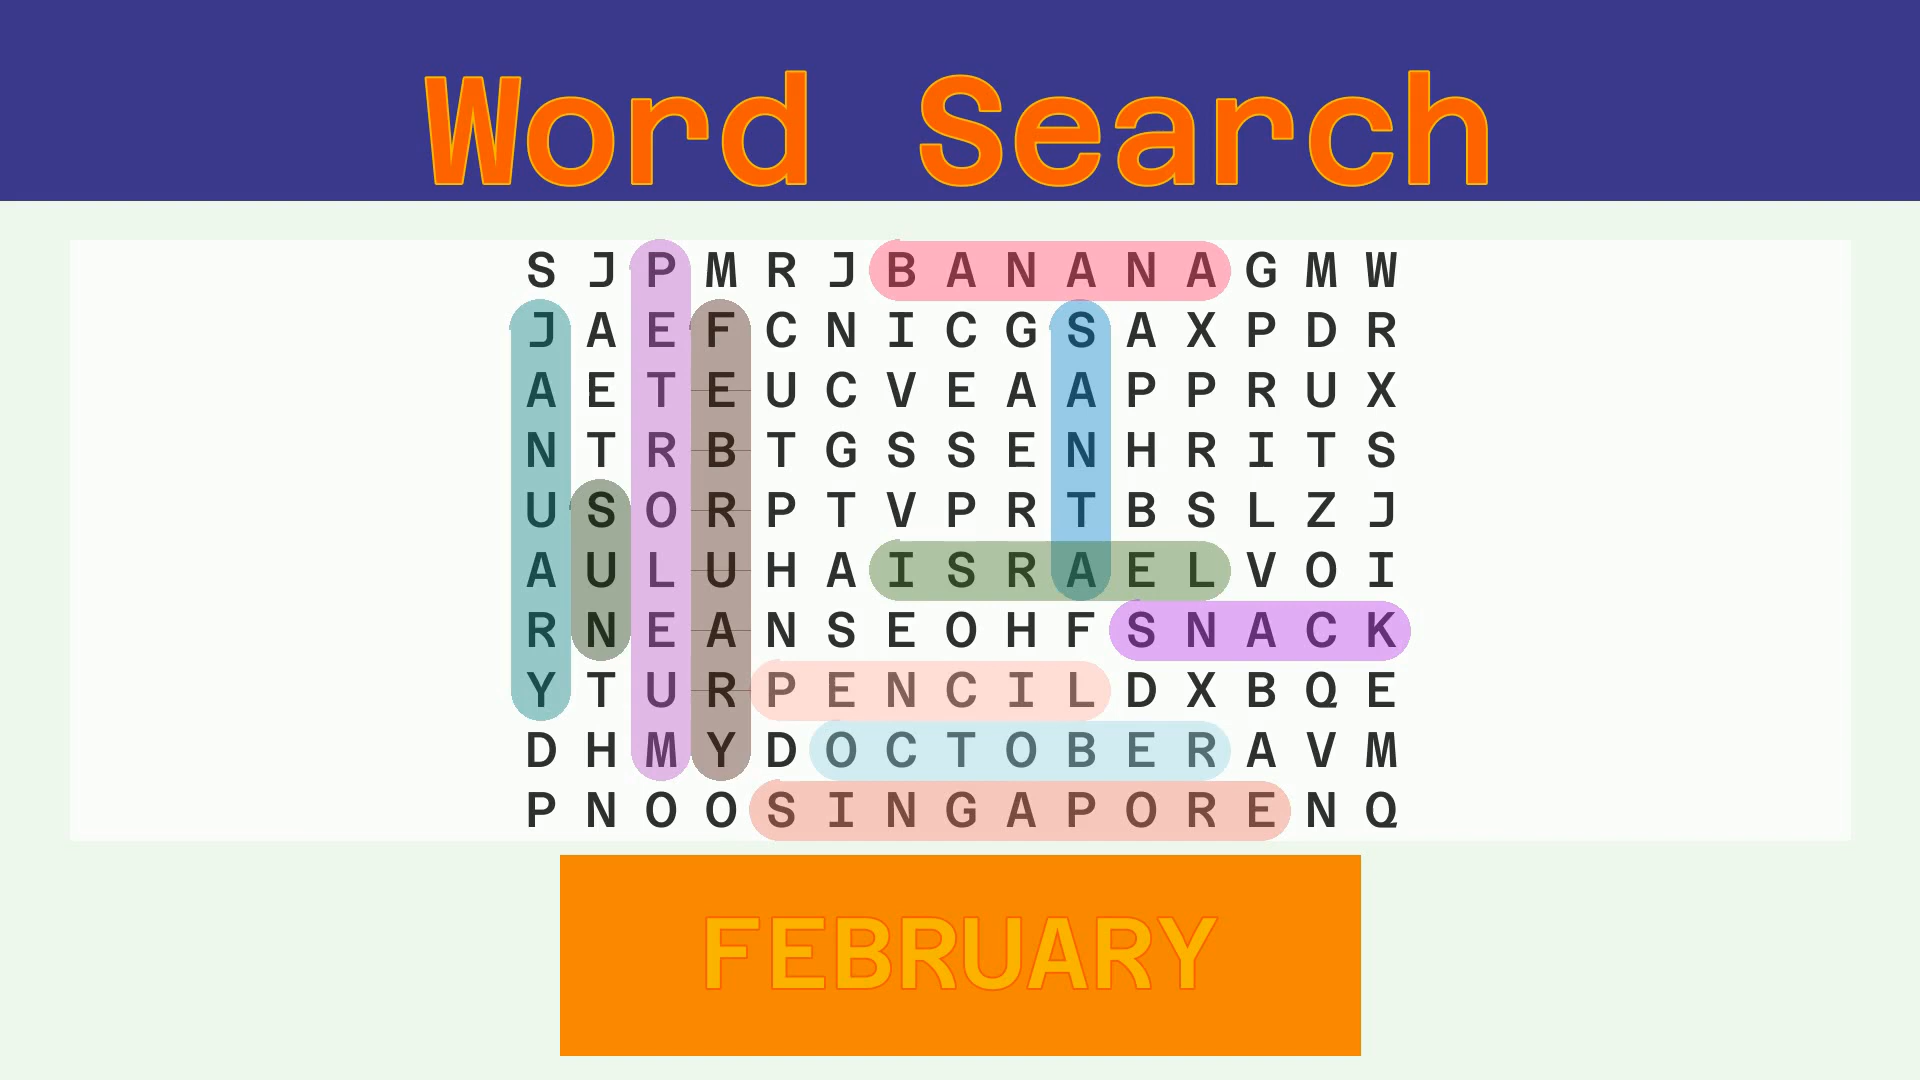 Word Search
S J P M R J B A N A N A G M W
J A E F C N I C G S A X P D R
A E T E U C V E A A P P R U X
N T R B T G S S E N H R I T S
U S O R P T V P R T B S L Z J
A U L U H A I S R A E L V O I
R N E A N S E O H F S N A C K
Y T U R P E N C I L D X B Q E
D H M Y D O C T O B E R A V M
P N O O S I N G A P O R E N Q
FEBRUARY